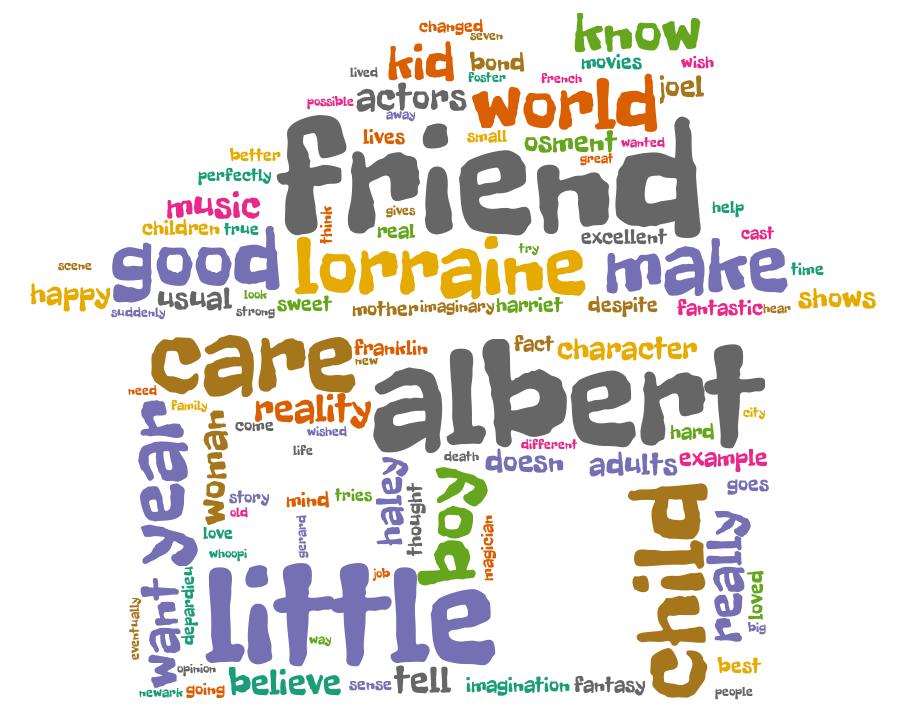 changed
seven
know
kid
bond
movies
wish
lived
foster
french
joel
possible
actors
away
world
lives
small
osment
wanted
great
friend
better
perfectly
music
think
gives
help
children
true
real
excellent
cast
scene
good
lorraine
try
make
time
happy
usual
look
sweet
suddenly
strong
mother
imaginary
harriet
despite
fantastic
hear
shows
care
franklin
new
fact
character
albert
need
family
reality
city
come
wished
hard
year
woman
life
death
different
doesn
adults
example
story
mind
tries
haley
thought
boy
goes
old
love
gerard
magician
child
really
whoopi
want
depardieu
little
job
loved
eventually
way
big
opinion
best
newark
going
believe
sense
tell
imagination
fantasy
people